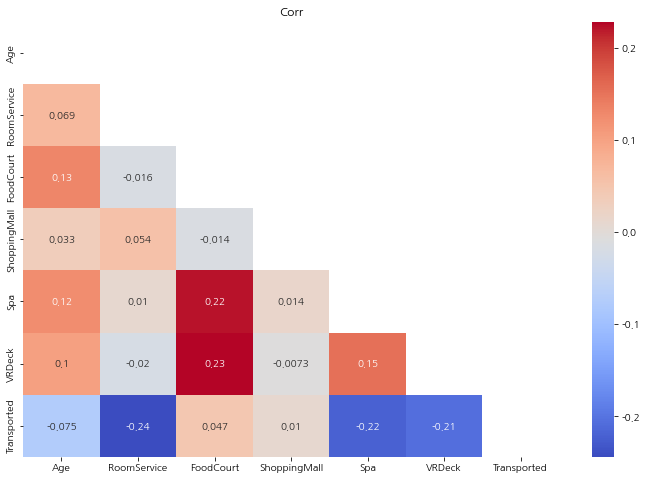 Corr
Age
RoomService
0,069
FoodCourt
0,13 -0,016
ShoppingMall
0,033 0,054 -0,014
Spa
0,12 0,01 0,22 0,014
VRDeck
0,1 -0,02 0,23 -0,0073 0,15
Transported
-0,075 -0,24 0,047 0,01 -0,22 -0,21
Age RoomService FoodCourt ShoppingMall Spa VRDeck Transported
0,2
0,1
0,0
-0,1
-0,2